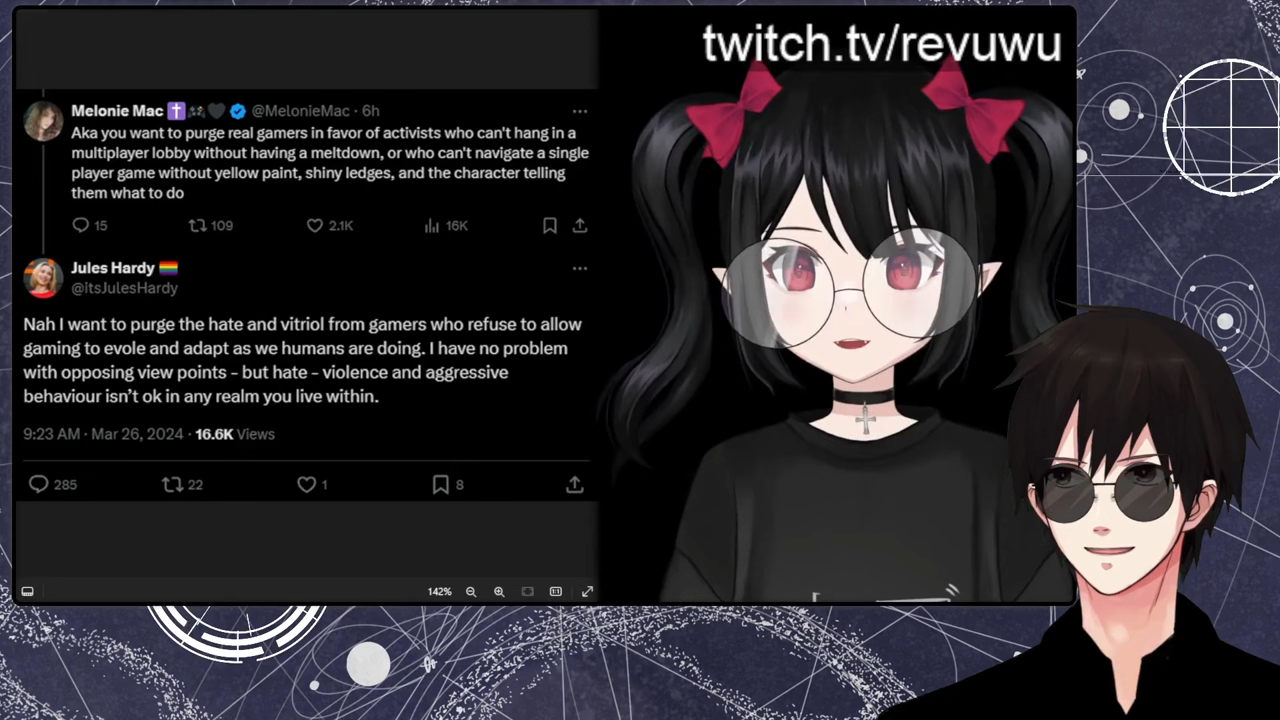 twitch.tv/revuwu
Melonie Mac ✝️🎮🖤 @MelonieMac · 6h
Aka you want to purge real gamers in favor of activists who can't hang in a
multiplayer lobby without having a meltdown, or who can't navigate a single
player game without yellow paint, shiny ledges, and the character telling
them what to do
15 109 2.1K 16K
Jules Hardy 🏳️‍🌈
@itsJulesHardy
Nah I want to purge the hate and vitriol from gamers who refuse to allow
gaming to evole and adapt as we humans are doing. I have no problem
with opposing view points - but hate - violence and aggressive
behaviour isn't ok in any realm you live within.
9:23 AM · Mar 26, 2024 · 16.6K Views
285 22 1 8
142%